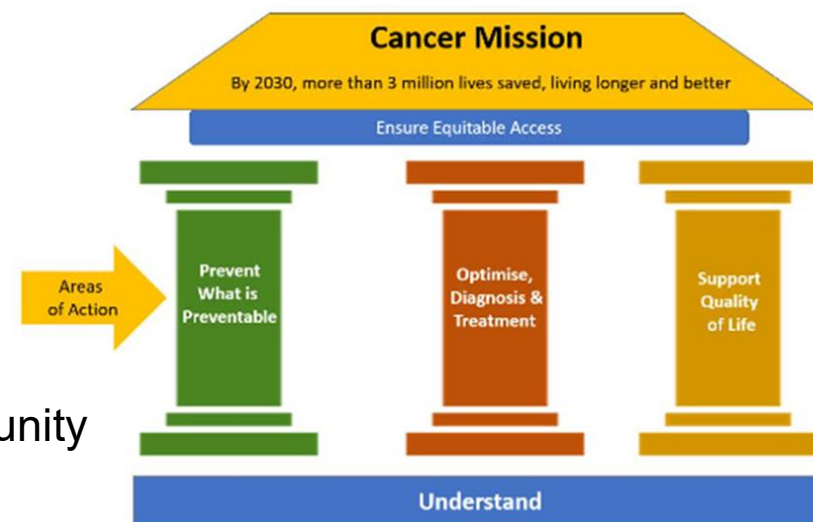 Cancer Mission
By 2030, more than 3 million lives saved, living longer and better
Ensure Equitable Access
Areas
of Action
Prevent
What is
Preventable
Optimise,
Diagnosis &
Treatment
Support
Quality
of Life
unity
Understand